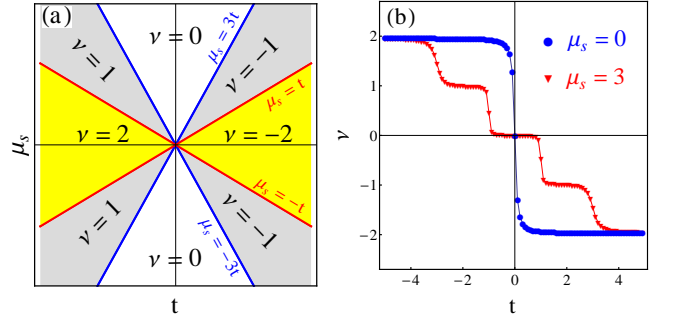 (a)
ν = 0
μs = 3t
ν = 1
ν = −1
μs = t
ν = 2
ν = −2
μs
μs = −t
ν = 1
ν = −1
μs = −3t
ν = 0
t
(b)
2
μs = 0
μs = 3
1
ν
0
−1
−2
−4
−2
0
2
4
t